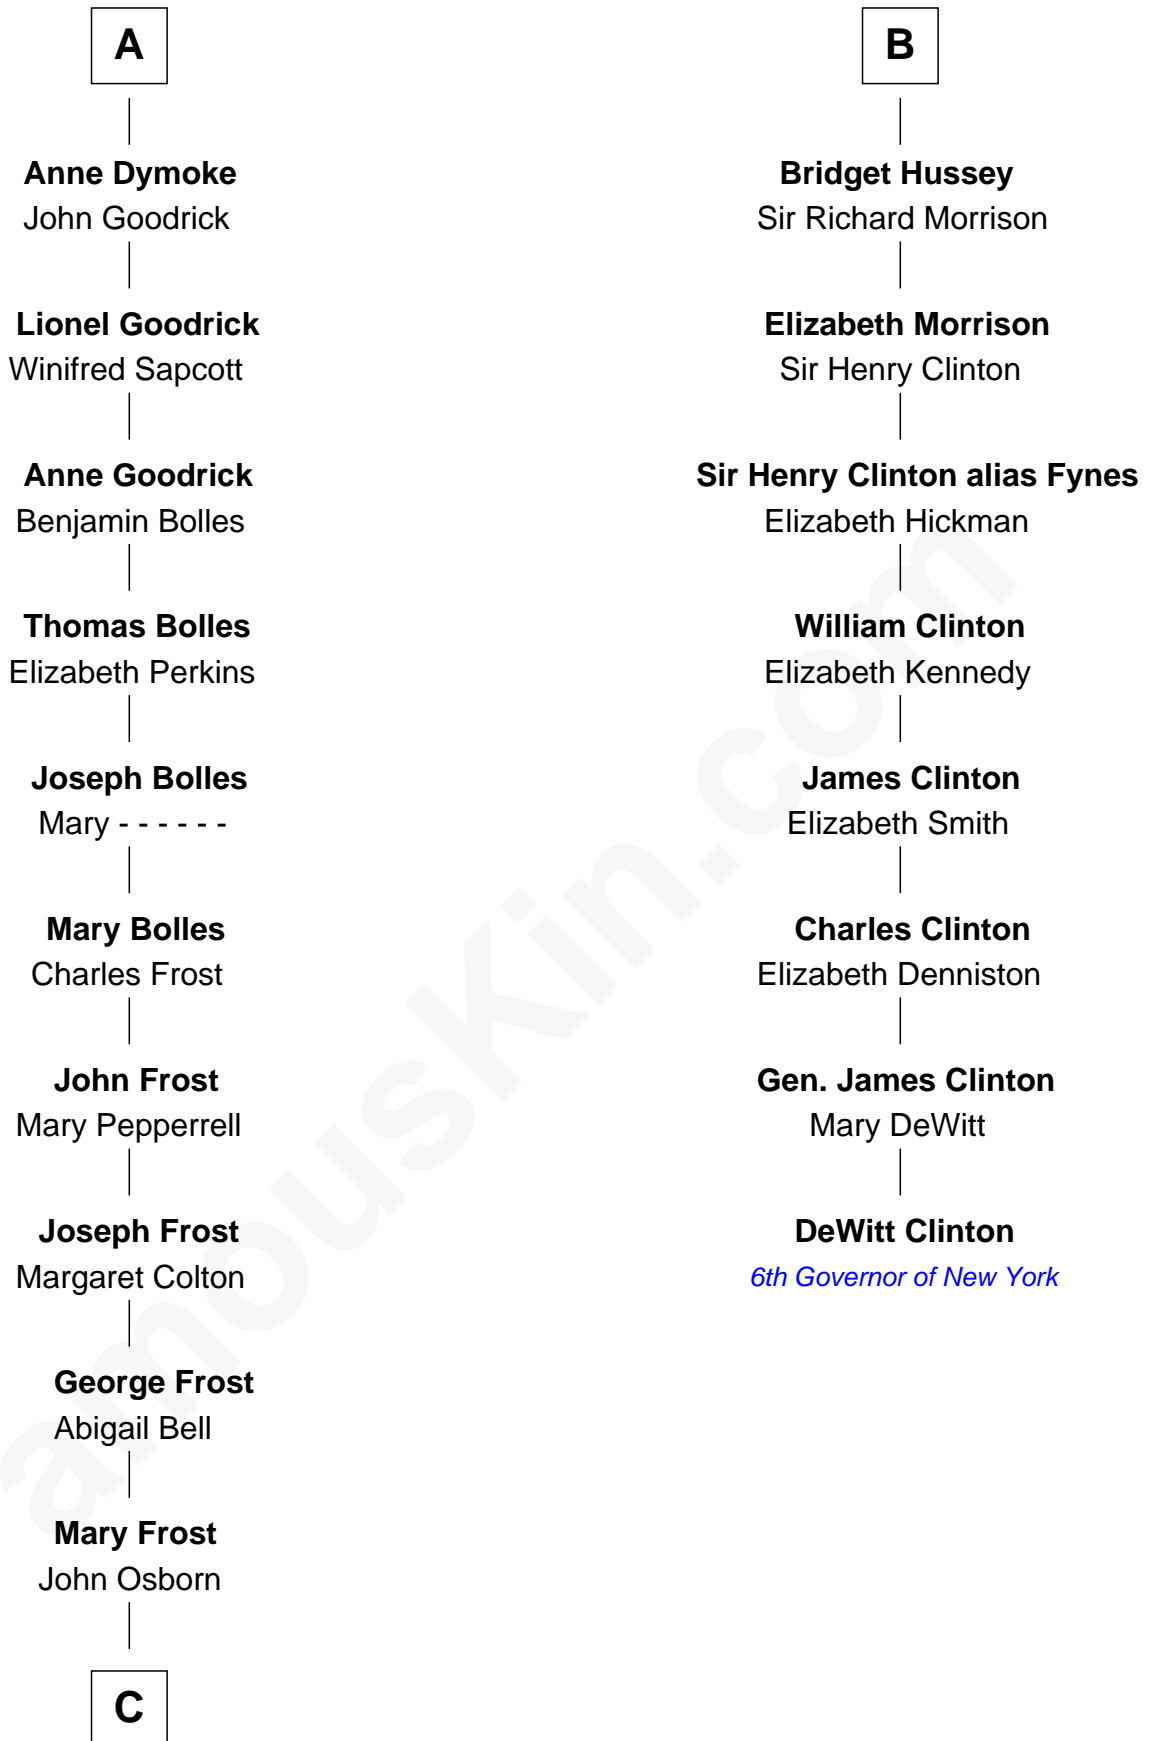 A
Anne Dymoke
John Goodrick
Lionel Goodrick
Winifred Sapcott
Anne Goodrick
Benjamin Bolles
Thomas Bolles
Elizabeth Perkins
Joseph Bolles
Mary - - - - - -
Mary Bolles
Charles Frost
John Frost
Mary Pepperrell
Joseph Frost
Margaret Colton
George Frost
Abigail Bell
Mary Frost
John Osborn
C
B
Bridget Hussey
Sir Richard Morrison
Elizabeth Morrison
Sir Henry Clinton
Sir Henry Clinton alias Fynes
Elizabeth Hickman
William Clinton
Elizabeth Kennedy
James Clinton
Elizabeth Smith
Charles Clinton
Elizabeth Denniston
Gen. James Clinton
Mary DeWitt
DeWitt Clinton
6th Governor of New York
amousKin.com